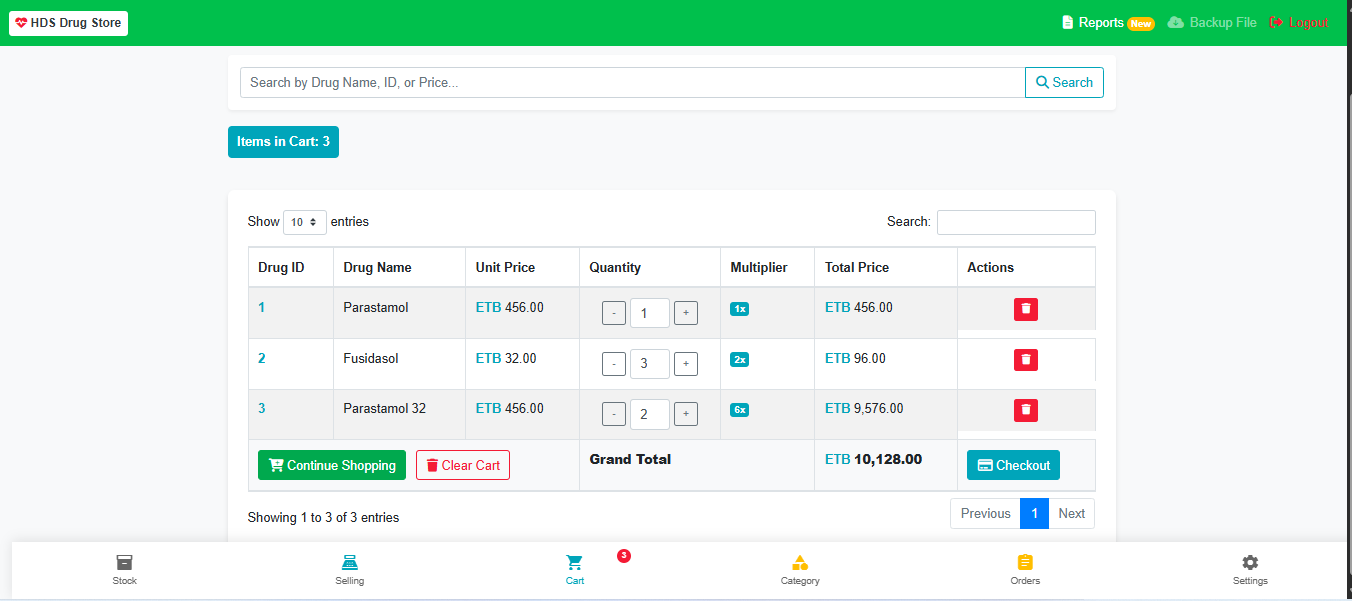 HDS Drug Store
Reports New Backup File Logout
Search by Drug Name, ID, or Price... Search
Items in Cart: 3
Show 10 entries Search:
Drug ID Drug Name Unit Price Quantity Multiplier Total Price Actions
1 Parastamol ETB 456.00 - 1 + 1x ETB 456.00
2 Fusidasol ETB 32.00 - 3 + 2x ETB 96.00
3 Parastamol 32 ETB 456.00 - 2 + 6x ETB 9,576.00
Continue Shopping Clear Cart Grand Total ETB 10,128.00 Checkout
Showing 1 to 3 of 3 entries Previous 1 Next
3
Stock Selling Cart Category Orders Settings